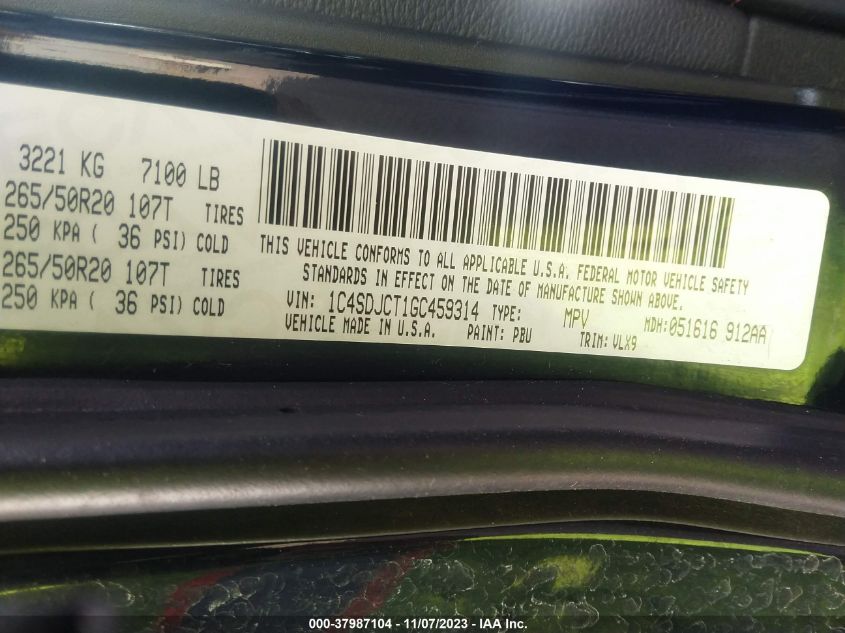 3221 KG 7100 LB
265/50R20 107T TIRES
250 KPA ( 36 PSI) COLD
265/50R20 107T TIRES
250 KPA ( 36 PSI) COLD
THIS VEHICLE CONFORMS TO ALL APPLICABLE U.S.A. FEDERAL MOTOR VEHICLE SAFETY
STANDARDS IN EFFECT ON THE DATE OF MANUFACTURE SHOWN ABOVE.
VIN: 1C4SDJCT1GC459314 TYPE: MPV MDH:051616 912AA
VEHICLE MADE IN U.S.A. PAINT: PBU TRIM: VLX9
000-37987104 — 11/07/2023 — IAA Inc.